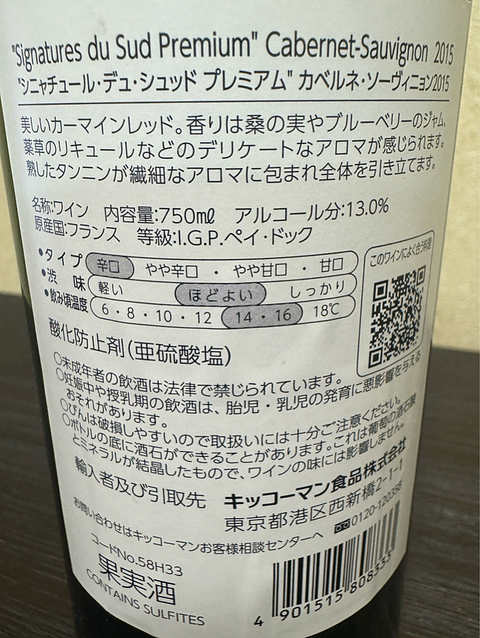 "Signatures du Sud Premium" Cabernet-Sauvignon 2015
"シニャチュール・デュ・シュッド プレミアム" カベルネ・ソーヴィニヨン2015
美しいカーマインレッド。香りは桑の実やブルーベリーのジャム、
薬草のリキュールなどのデリケートなアロマが感じられます。
熟したタンニンが繊細なアロマに包まれ全体を引き立てます。
名称:ワイン 内容量:750mℓ アルコール分:13.0%
原産国:フランス 等級:I.G.P.ペイ・ドック
●タイプ 辛口 ・ やや辛口 ・ やや甘口 ・ 甘口
●渋味 軽い ほどよい しっかり
●飲み頃温度 6・8・10・12 14・16 18℃
このワインによく合う料理
酸化防止剤(亜硫酸塩)
○未成年者の飲酒は法律で禁じられています。
○妊娠中や授乳期の飲酒は、胎児・乳児の発育に悪影響を与える
おそれがあります。
○びんは破損しやすいので取扱いには十分ご注意ください。
○ボトルの底に酒石ができることがあります。これは葡萄の酒石酸
とミネラルが結晶したもので、ワインの味には影響しません。
輸入者及び引取先 キッコーマン食品株式会社
東京都港区西新橋2-1-1
お問い合わせはキッコーマンお客様相談センターへ 0120-120358
コードNo.58H33
果実酒
CONTAINS SULFITES
4 901515 808333